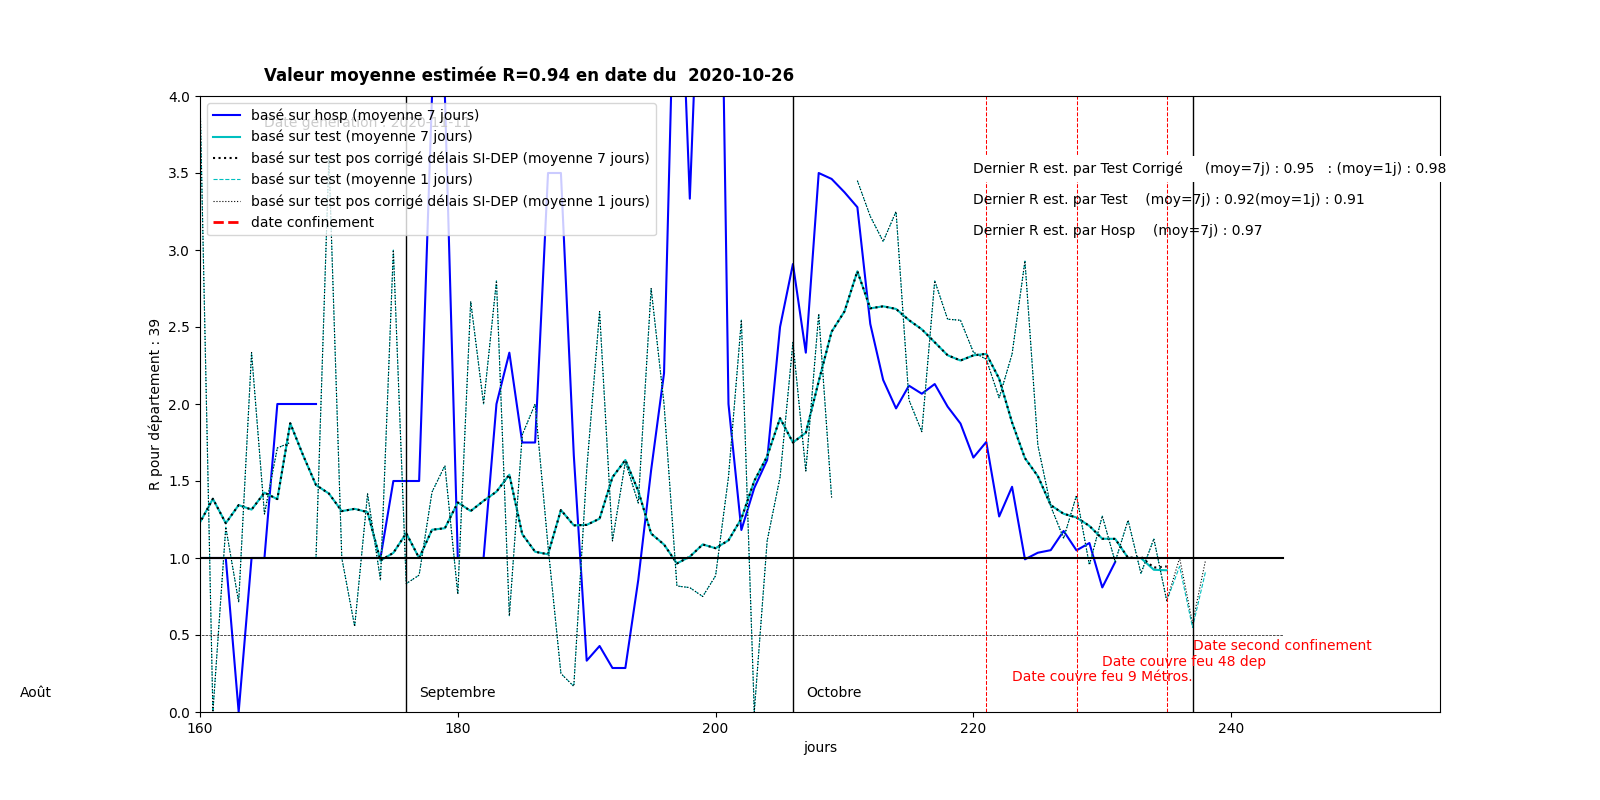 Valeur moyenne estimée R=0.94 en date du 2020-10-26
Date génération : 2020-11-11
basé sur hosp (moyenne 7 jours)
basé sur test (moyenne 7 jours)
basé sur test pos corrigé délais SI-DEP (moyenne 7 jours)
basé sur test (moyenne 1 jours)
basé sur test pos corrigé délais SI-DEP (moyenne 1 jours)
date confinement
Dernier R est. par Test Corrigé (moy=7j) : 0.95 : (moy=1j) : 0.98
Dernier R est. par Test (moy=7j) : 0.92(moy=1j) : 0.91
Dernier R est. par Hosp (moy=7j) : 0.97
R pour département : 39
4.0
3.5
3.0
2.5
2.0
1.5
1.0
0.5
0.0
Date second confinement
Date couvre feu 48 dep
Date couvre feu 9 Métros.
Août
Septembre
Octobre
160
180
200
220
240
jours